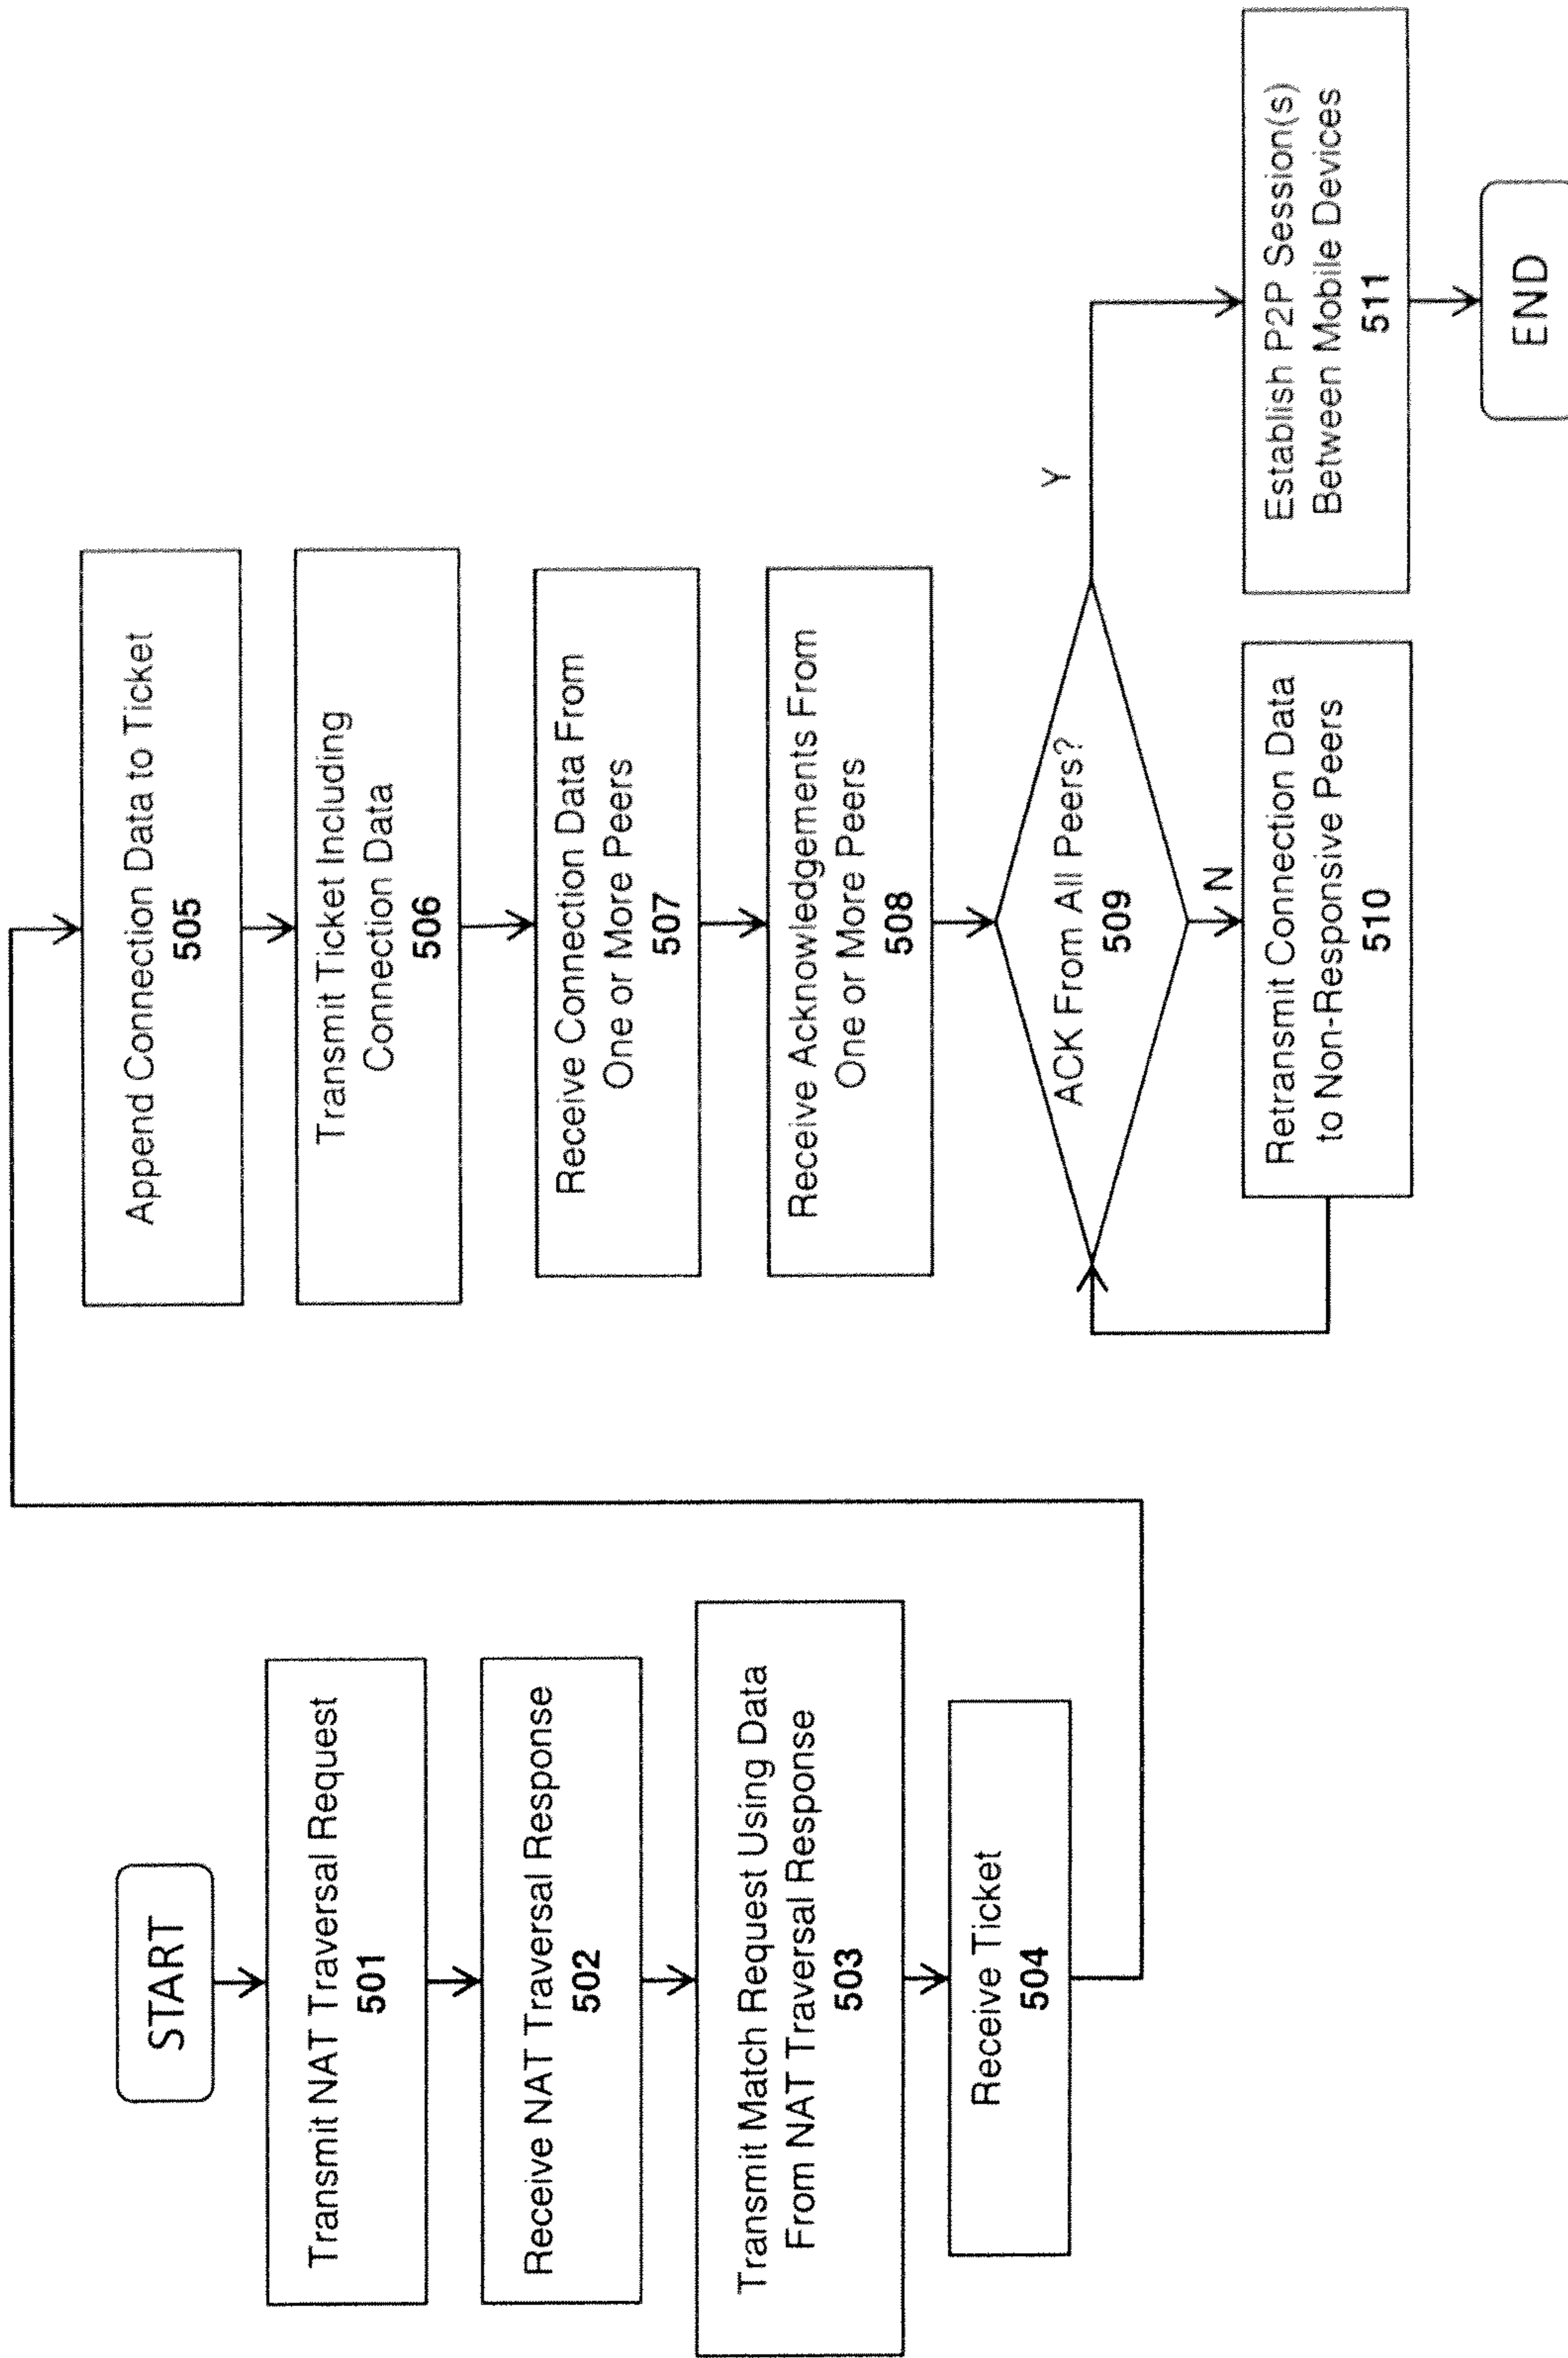 START
Transmit NAT Traversal Request
501
Receive NAT Traversal Response
502
Transmit Match Request Using Data
From NAT Traversal Response
503
Receive Ticket
504
Append Connection Data to Ticket
505
Transmit Ticket Including
Connection Data
506
Receive Connection Data From
One or More Peers
507
Receive Acknowledgements From
One or More Peers
508
ACK From All Peers?
509
N
Y
Retransmit Connection Data
to Non-Responsive Peers
510
Establish P2P Session(s)
Between Mobile Devices
511
END